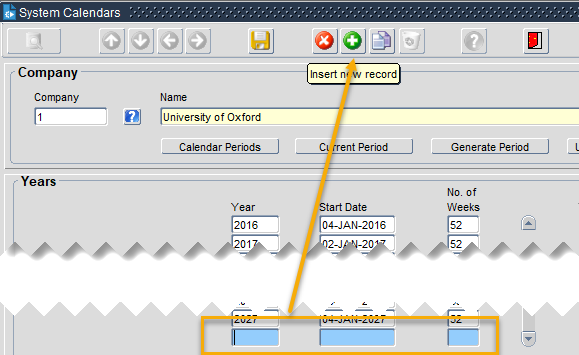 System Calendars
Insert new record
Company
Company Name
1 University of Oxford
Calendar Periods Current Period Generate Period U
Years
No. of
Year Start Date Weeks
2016 04-JAN-2016 52
2017 02-JAN-2017 52
2027 04-JAN-2027 52